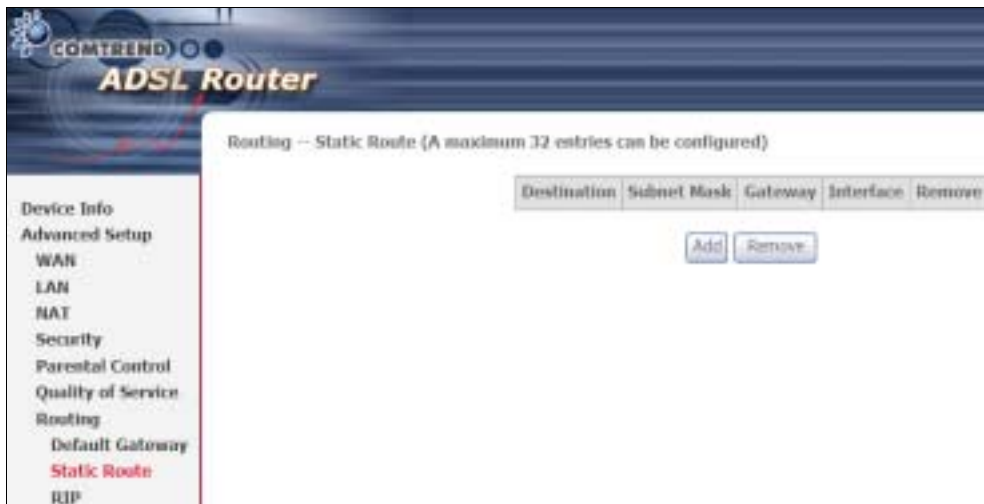 COMTREND
ADSL Router
Routing -- Static Route (A maximum 32 entries can be configured)
Destination Subnet Mask Gateway Interface Remove
Add Remove
Device Info
Advanced Setup
WAN
LAN
NAT
Security
Parental Control
Quality of Service
Routing
Default Gateway
Static Route
RIP